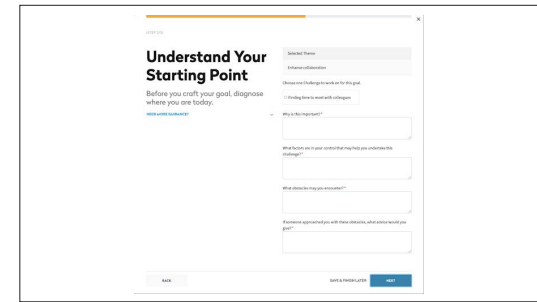 ×
Understand Your
Starting Point
Before you craft your goal, diagnose
where you are today.
NEED MORE GUIDANCE?
Selected Theme
Enhance collaboration
Choose one Challenge to work on for this goal.
Finding time to meet with colleagues
Why is this important?*
What factors are in your control that may help you undertake this
challenge?*
What obstacles may you encounter?*
If someone approached you with these obstacles, what advice would you
give?*
BACK
SAVE & FINISH LATER
NEXT